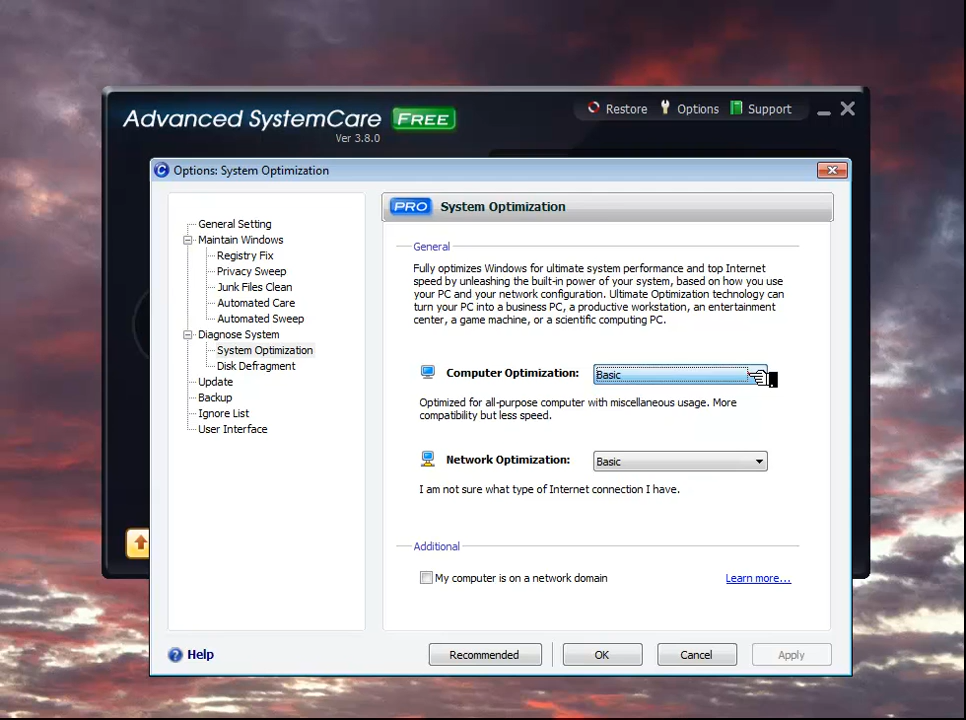 Advanced SystemCare FREE
Ver 3.8.0
Restore
Options
Support
Options: System Optimization
General Setting
Maintain Windows
Registry Fix
Privacy Sweep
Junk Files Clean
Automated Care
Automated Sweep
Diagnose System
System Optimization
Disk Defragment
Update
Backup
Ignore List
User Interface
PRO System Optimization
General
Fully optimizes Windows for ultimate system performance and top Internet
speed by unleashing the built-in power of your system, based on how you use
your PC and your network configuration. Ultimate Optimization technology can
turn your PC into a business PC, a productive workstation, an entertainment
center, a game machine, or a scientific computing PC.
Computer Optimization: Basic
Optimized for all-purpose computer with miscellaneous usage. More
compatibility but less speed.
Network Optimization: Basic
I am not sure what type of Internet connection I have.
Additional
My computer is on a network domain
Learn more...
Help
Recommended
OK
Cancel
Apply